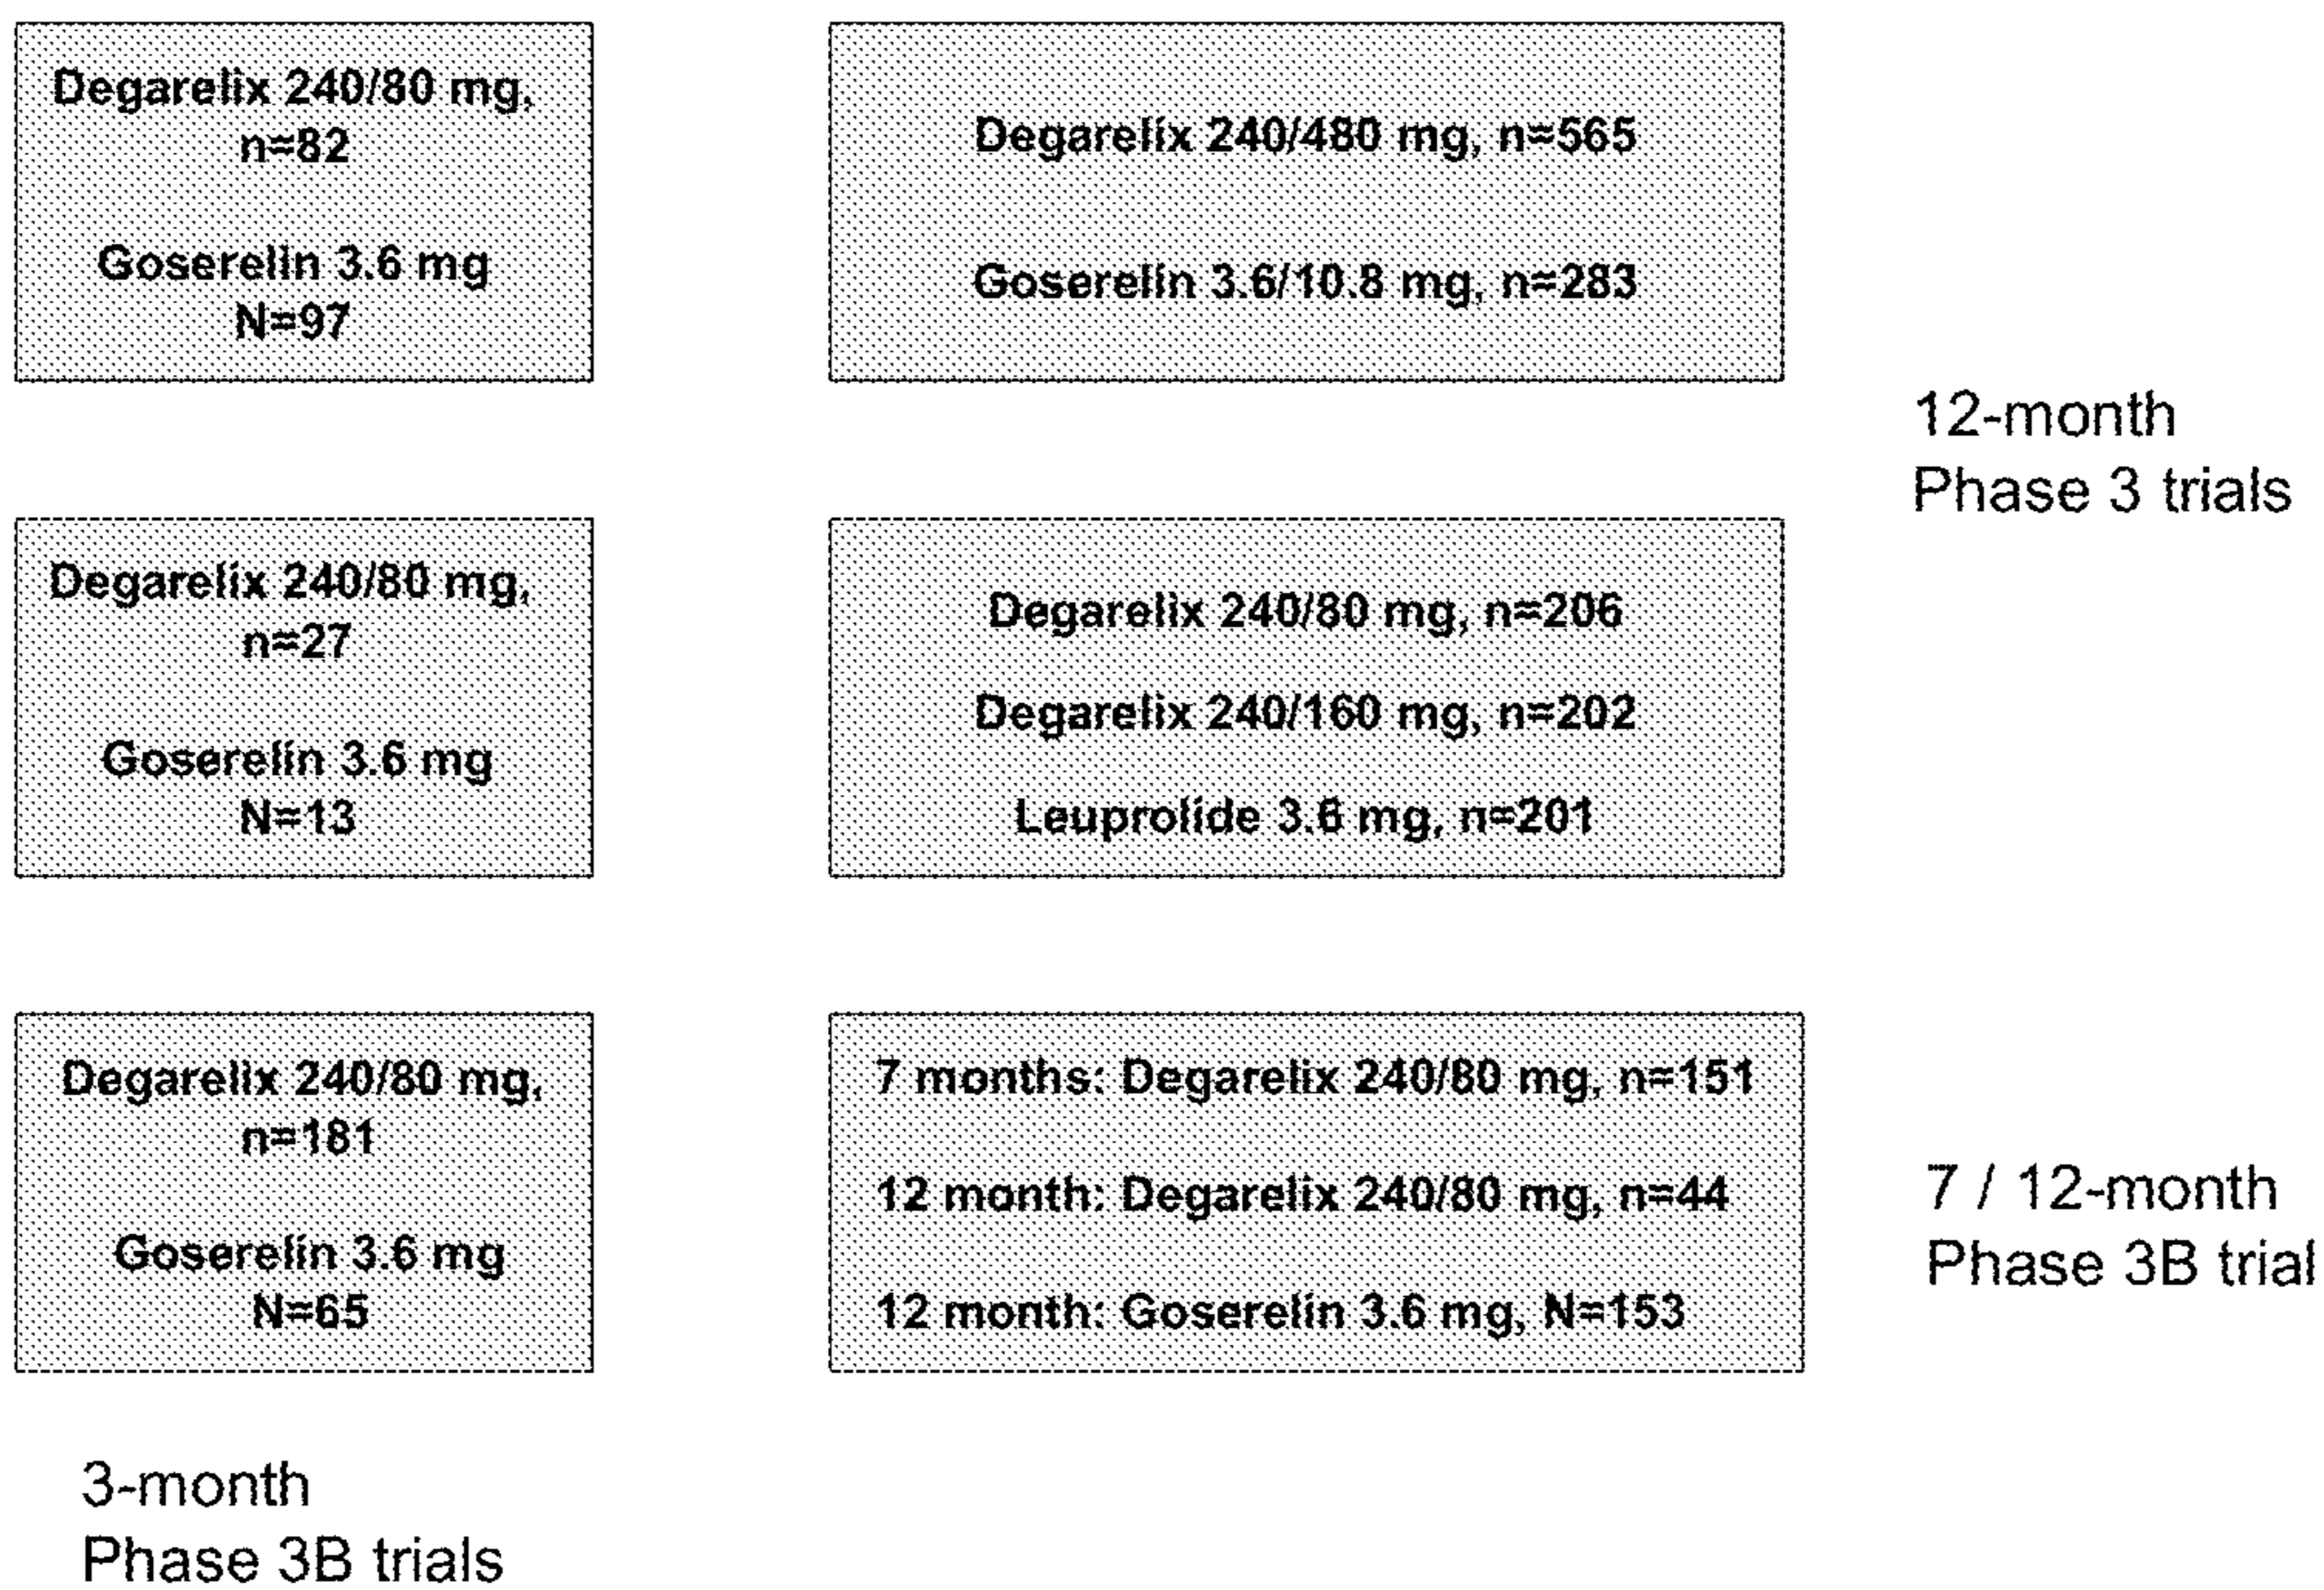 Degarelix 240/80 mg,
n=82
Goserelin 3.6 mg
N=97
Degarelix 240/480 mg, n=565
Goserelin 3.6/10.8 mg, n=283
12-month
Phase 3 trials
Degarelix 240/80 mg,
n=27
Goserelin 3.6 mg
N=13
Degarelix 240/80 mg, n=206
Degarelix 240/160 mg, n=202
Leuprolide 3.6 mg, n=201
Degarelix 240/80 mg,
n=181
Goserelin 3.6 mg
N=65
7 months: Degarelix 240/80 mg, n=151
12 month: Degarelix 240/80 mg, n=44
12 month: Goserelin 3.6 mg, N=153
7 / 12-month
Phase 3B trial
3-month
Phase 3B trials